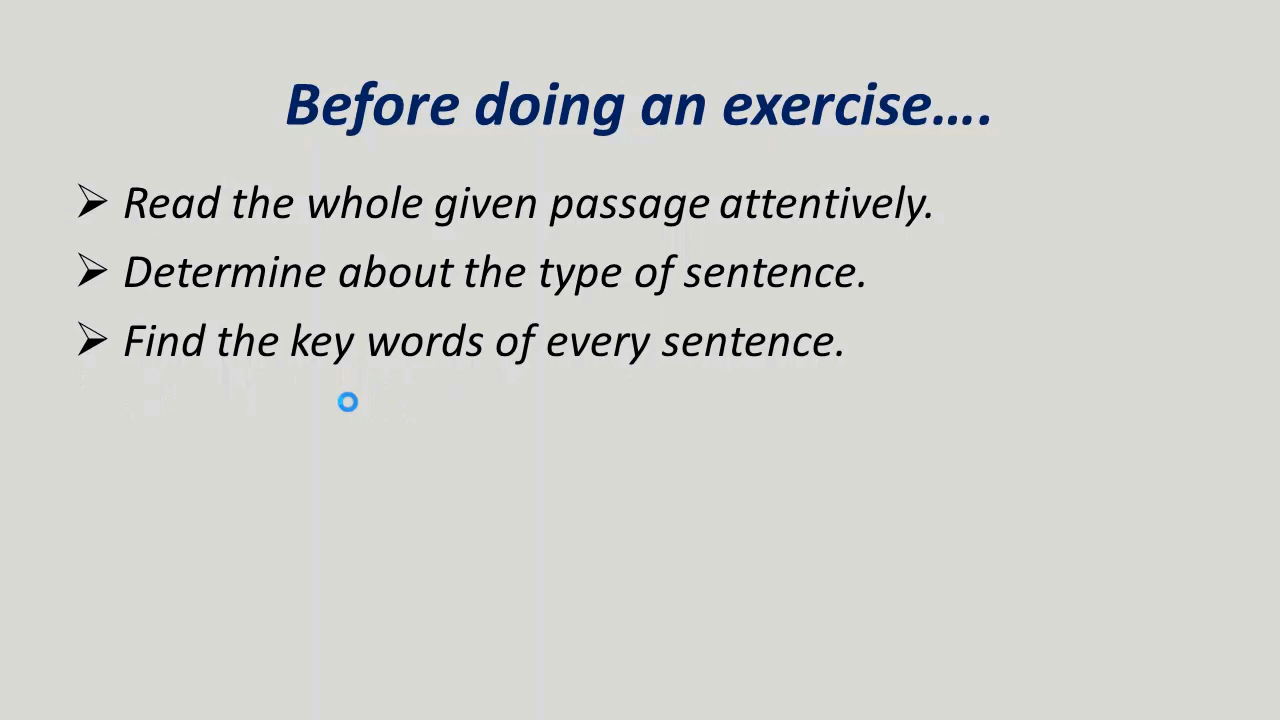 Before doing an exercise....
➢ Read the whole given passage attentively.
➢ Determine about the type of sentence.
➢ Find the key words of every sentence.